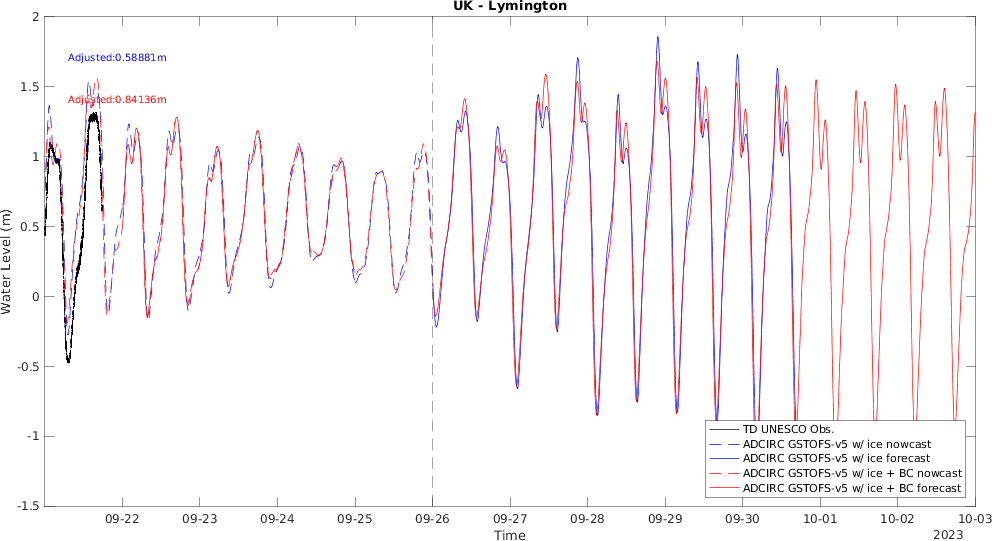 UK - Lymington
2
1.5
1
0.5
0
-0.5
-1
-1.5
Water Level (m)
Adjusted:0.58881m
Adjusted:0.84136m
TD UNESCO Obs.
ADCIRC GSTOFS-v5 w/ ice nowcast
ADCIRC GSTOFS-v5 w/ ice forecast
ADCIRC GSTOFS-v5 w/ ice + BC nowcast
ADCIRC GSTOFS-v5 w/ ice + BC forecast
09-22 09-23 09-24 09-25 09-26 09-27 09-28 09-29 09-30 10-01 10-02 10-03
Time
2023